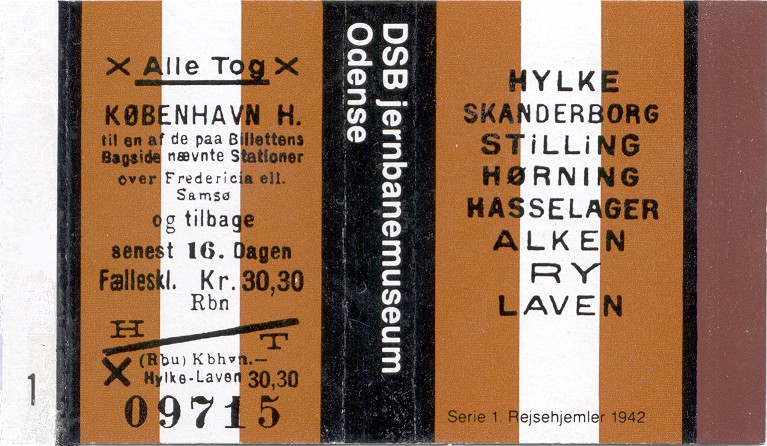 X Alle Tog X
KØBENHAVN H.
til en af de paa Billettens
Bagside nævnte Stationer
over Fredericia ell.
Samsø
og tilbage
senest 16. Dagen
Fælleskl. Kr. 30,30
Rbn
H
T
X (Rbu) Kbhvn.—
Hylke-Laven 30,30
09715
1
DSB jernbanemuseum
Odense
HYLKE
SKANDERBORG
STiLLiNG
HØRNING
HASSELAGER
ALKEN
RY
LAVEN
Serie 1. Rejsehjemler 1942